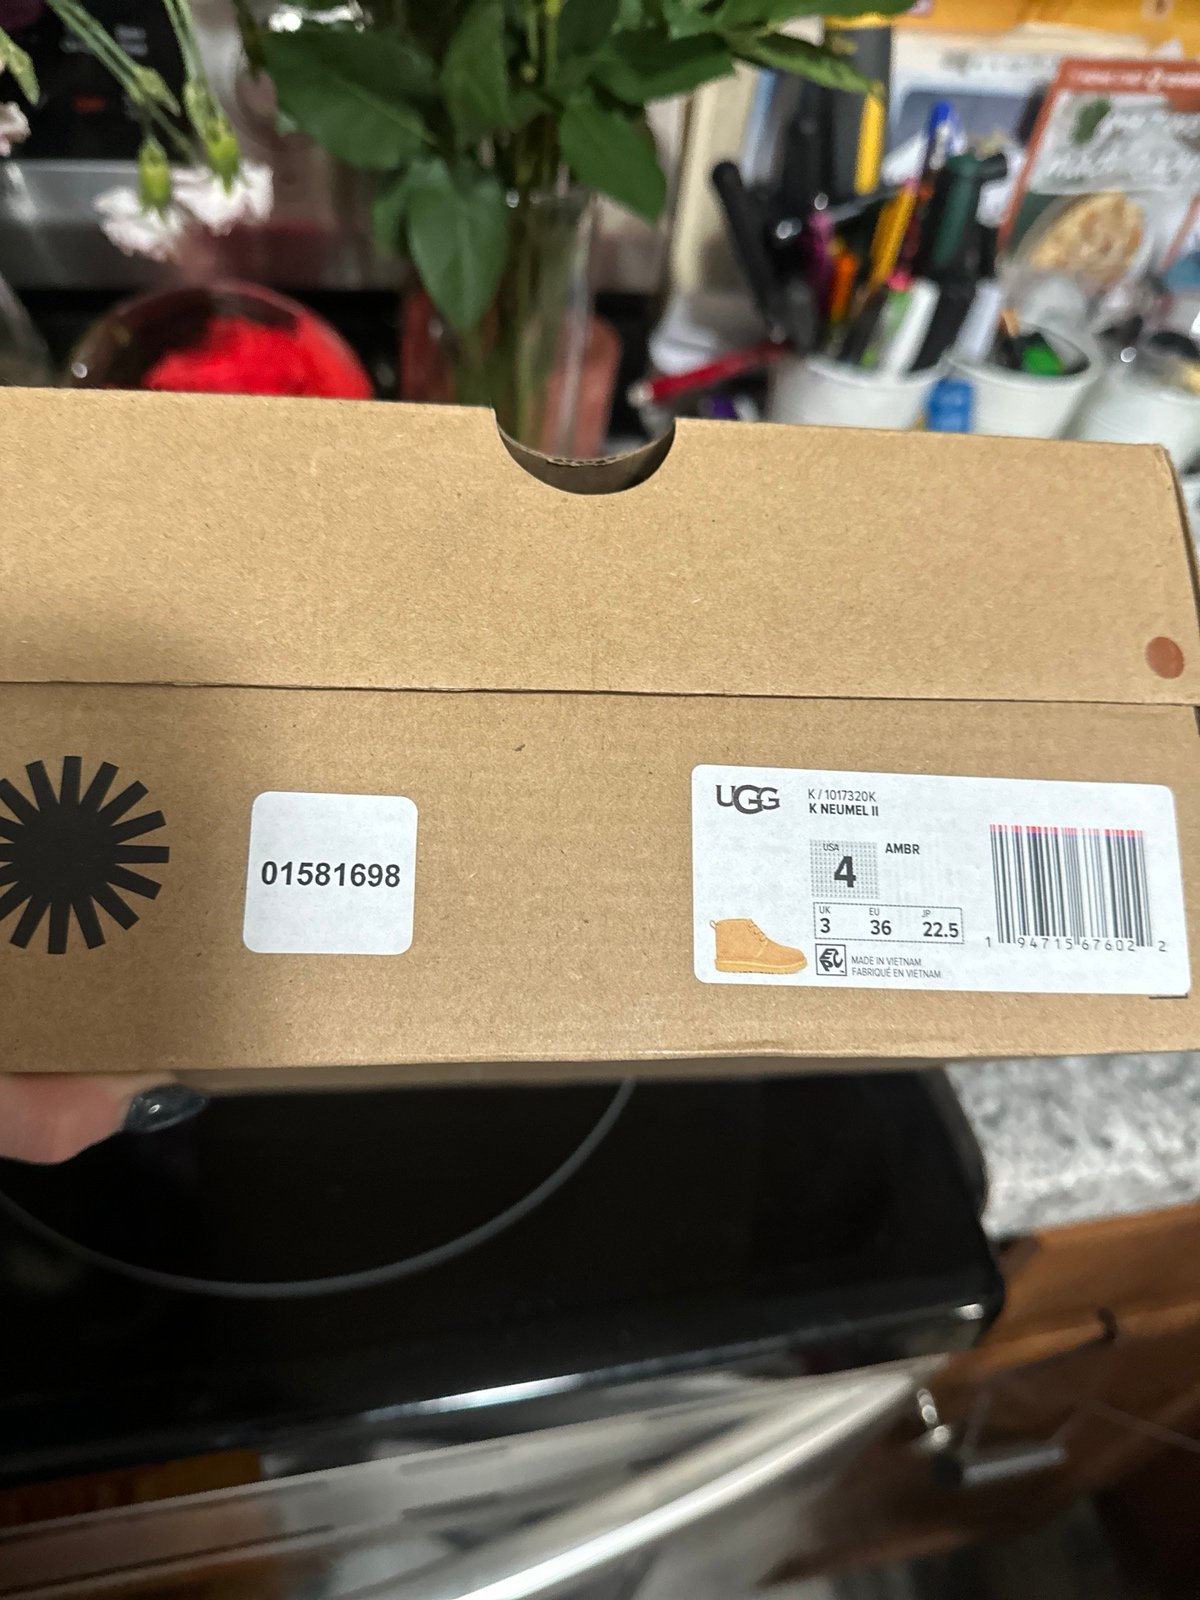 01581698
UGG
K / 1017320K
K NEUMEL II
USA
4
AMBR
UK EU JP
3 36 22.5
MADE IN VIETNAM
FABRIQUÉ EN VIETNAM
1 94715 67602 2